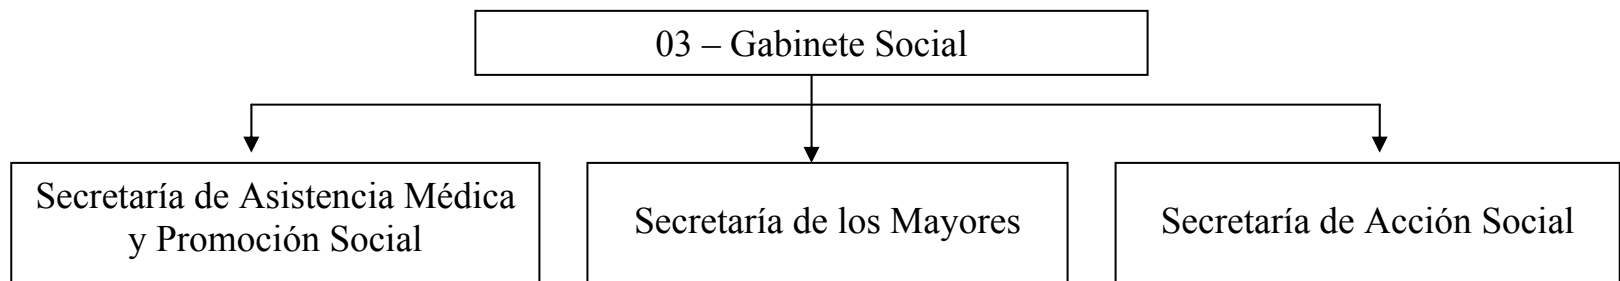 03 – Gabinete Social
Secretaría de Asistencia Médica
y Promoción Social
Secretaría de los Mayores
Secretaría de Acción Social